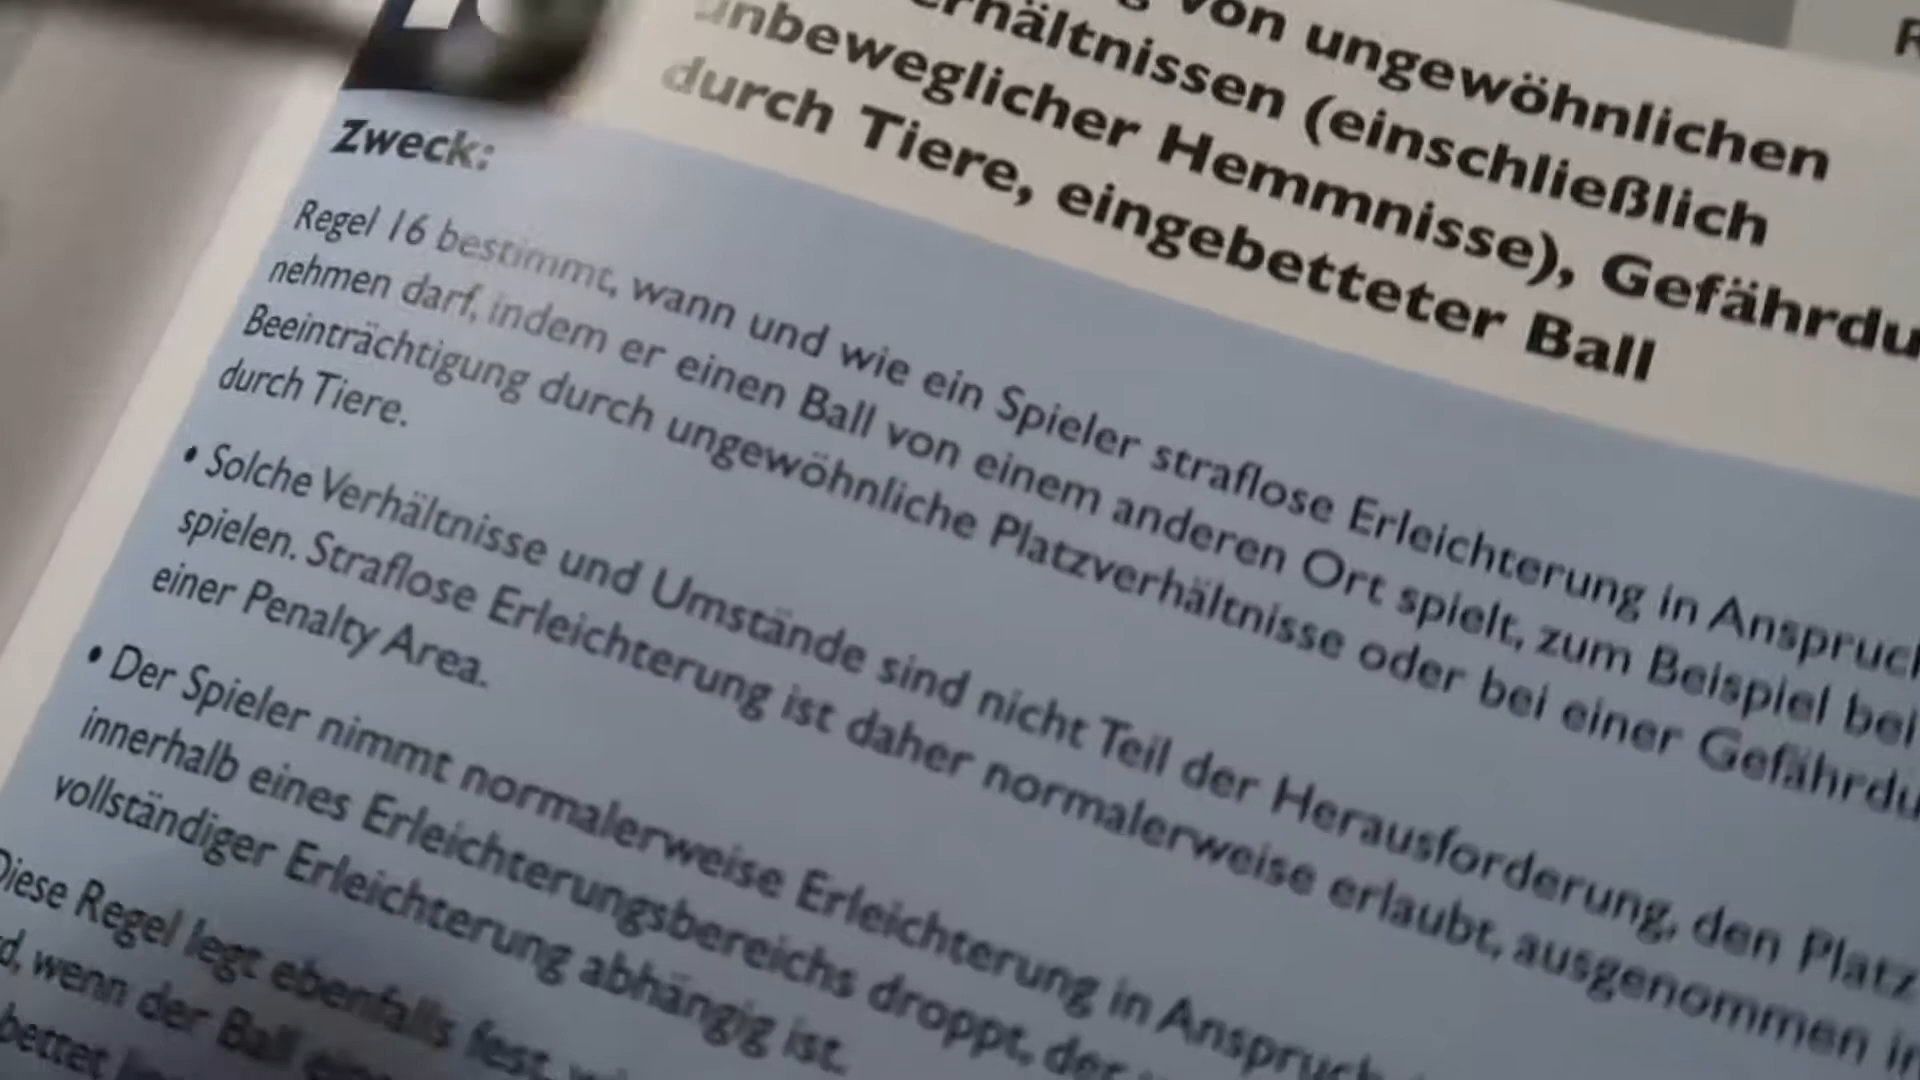 von ungewöhnlichen
(einschließlich
unbeweglicher Hemmnisse),
durch Tiere, eingebetteter Ball
Zweck:
Regel 16 bestimmt, wann und wie ein Spieler straflose Erleichterung in Anspruch
nehmen darf, indem er einen Ball von einem anderen Ort spielt, zum Beispiel bei
Beeinträchtigung durch ungewöhnliche Platzverhältnisse oder bei einer
durch Tiere.
• Solche Verhältnisse und Umstände sind nicht Teil der Herausforderung, den Platz
spielen. Straflose Erleichterung ist daher normalerweise erlaubt, ausgenommen in
einer Penalty Area.
• Der Spieler nimmt normalerweise Erleichterung in Anspruch
innerhalb eines Erleichterungsbereichs droppt, der
vollständiger Erleichterung abhängig ist.
Diese Regel legt ebenfalls fest,
wenn der Ball